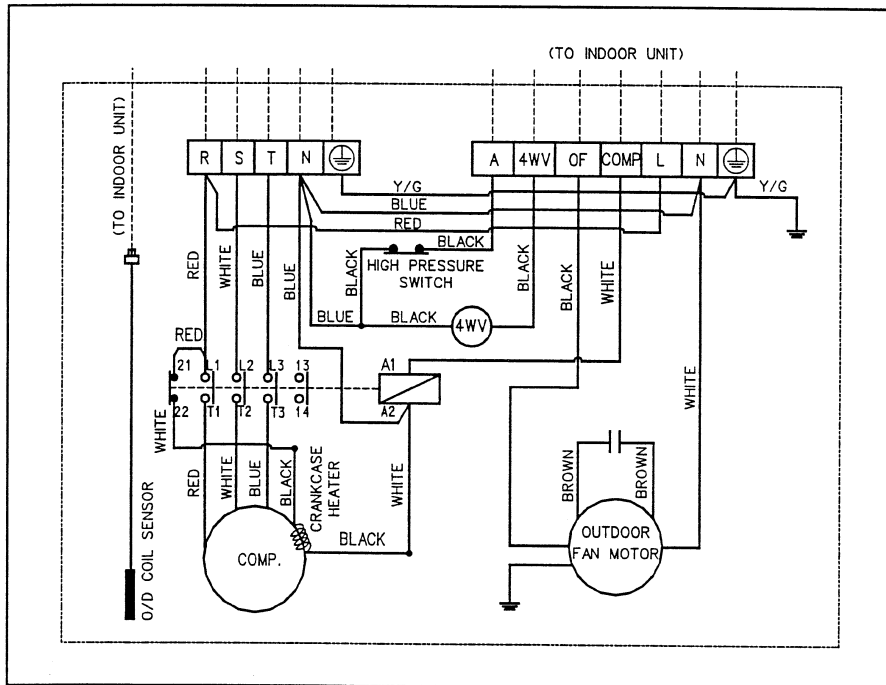 (TO INDOOR UNIT)
(TO INDOOR UNIT)
R S T N
A 4WV OF COMP L N
Y/G
Y/G
BLUE
RED
BLACK
HIGH PRESSURE
SWITCH
RED
WHITE
BLUE
BLUE
BLACK
BLACK
BLACK
WHITE
BLUE
BLACK
4WV
RED
21 L1 L2 L3 13
A1
22 T1 T2 T3 14
A2
WHITE
WHITE
RED
WHITE
BLUE
BLACK
CRANKCASE
HEATER
WHITE
BROWN
BROWN
COMP.
BLACK
OUTDOOR
FAN MOTOR
O/D COIL SENSOR